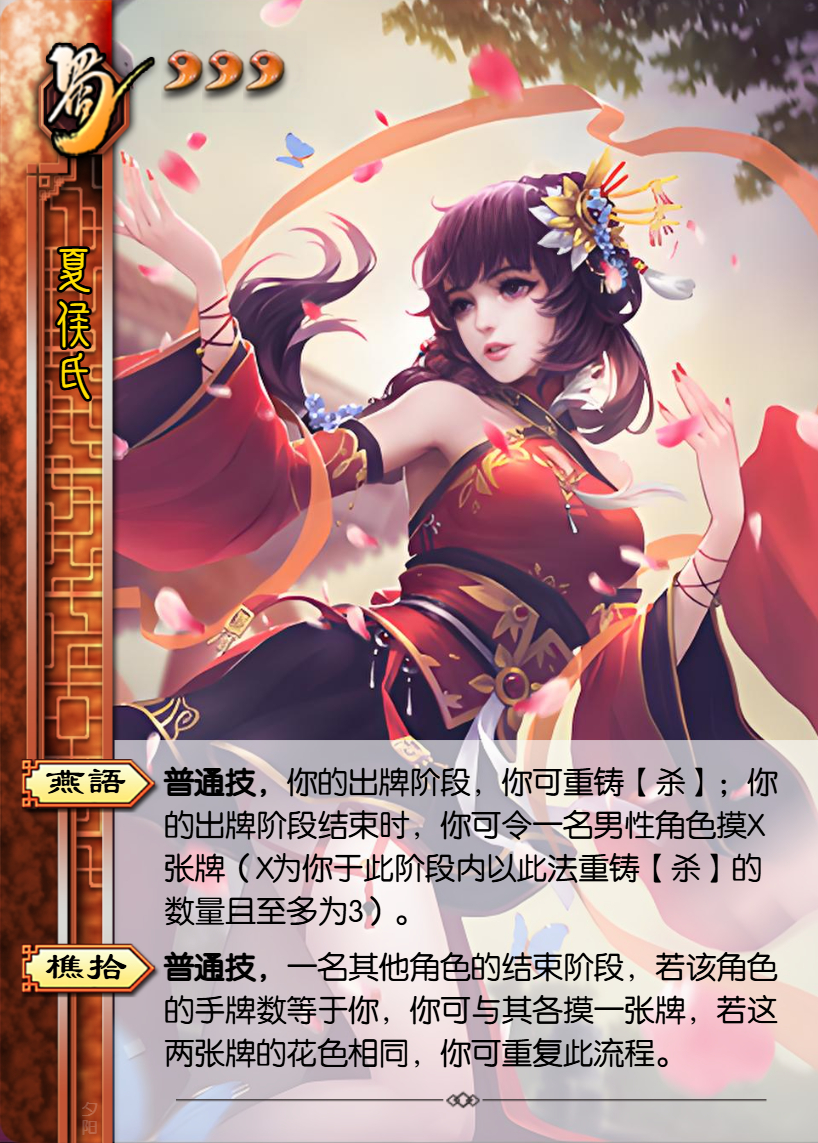 蜀
夏侯氏
燕語
普通技，你的出牌阶段，你可重铸【杀】；你
的出牌阶段结束时，你可令一名男性角色摸X
张牌（X为你于此阶段内以此法重铸【杀】的
数量且至多为3）。
樵拾
普通技，一名其他角色的结束阶段，若该角色
的手牌数等于你，你可与其各摸一张牌，若这
两张牌的花色相同，你可重复此流程。
夕阳